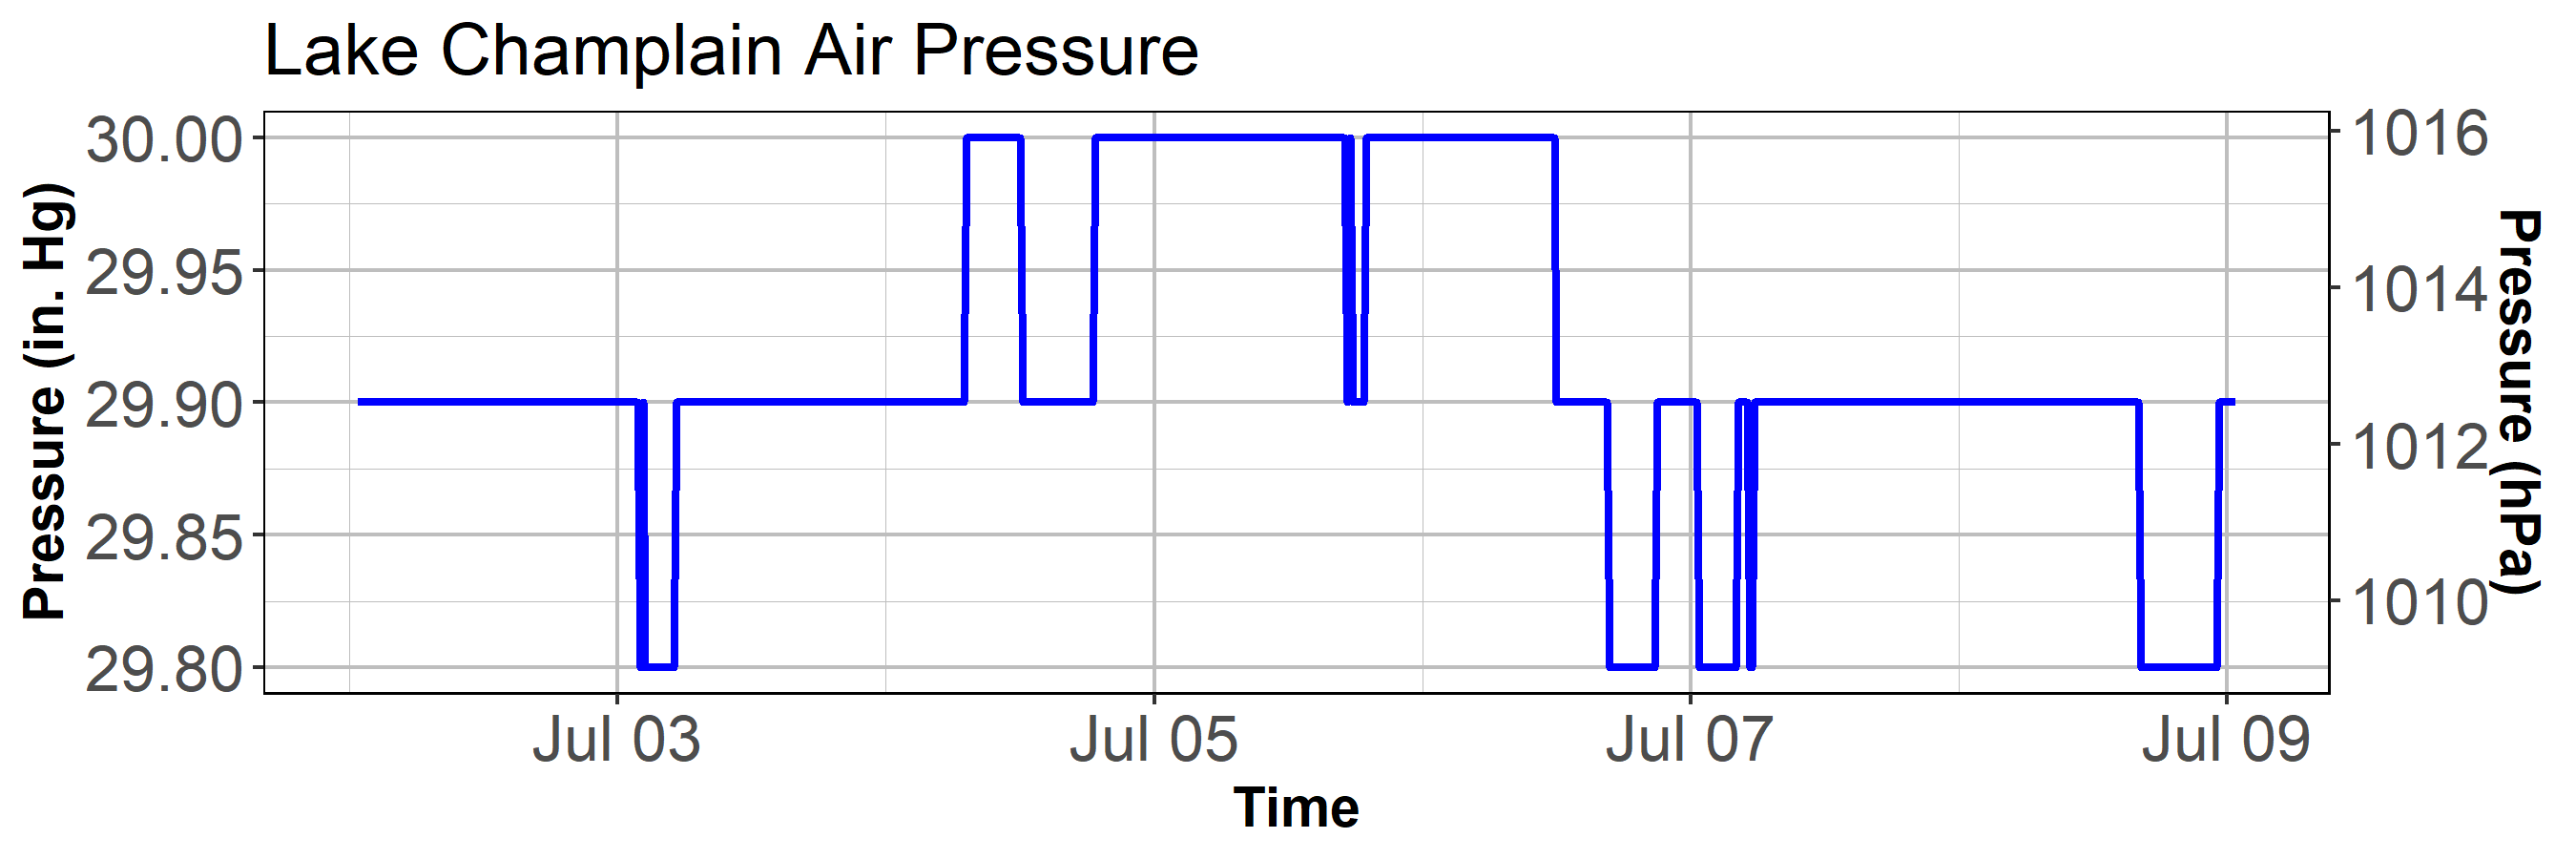 Lake Champlain Air Pressure
Pressure (in. Hg)
30.00
29.95
29.90
29.85
29.80
1016
1014
1012
1010
Pressure (hPa)
Jul 03 Jul 05 Jul 07 Jul 09
Time